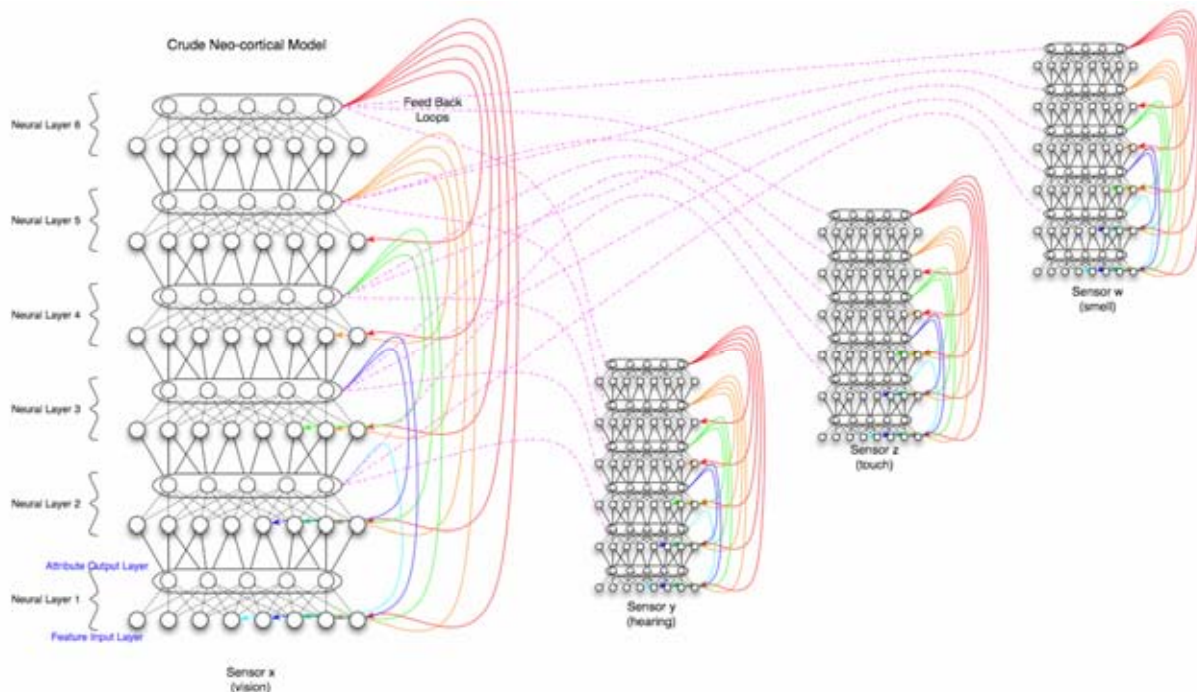 Crude Neo-cortical Model
Feed Back
Loops
Neural Layer 6
Neural Layer 5
Neural Layer 4
Neural Layer 3
Neural Layer 2
Attribute Output Layer
Neural Layer 1
Feature Input Layer
Sensor x
(vision)
Sensor y
(hearing)
Sensor z
(touch)
Sensor w
(smell)